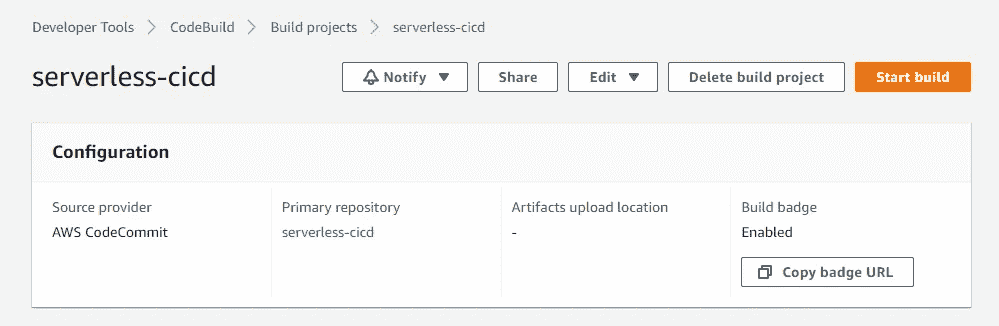 Developer Tools > CodeBuild > Build projects > serverless-cicd
serverless-cicd Notify Share Edit Delete build project Start build
Configuration
Source provider Primary repository Artifacts upload location Build badge
AWS CodeCommit serverless-cicd - Enabled
Copy badge URL